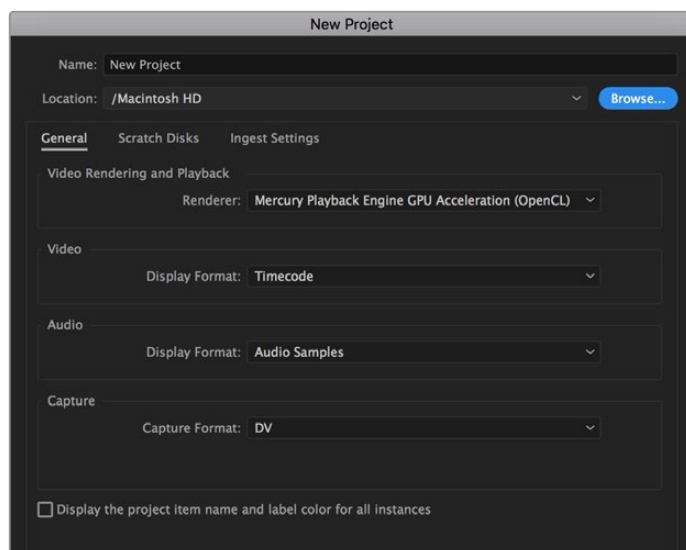 New Project
Name: New Project
Location: /Macintosh HD Browse...
General Scratch Disks Ingest Settings
Video Rendering and Playback
Renderer: Mercury Playback Engine GPU Acceleration (OpenCL)
Video
Display Format: Timecode
Audio
Display Format: Audio Samples
Capture
Capture Format: DV
Display the project item name and label color for all instances